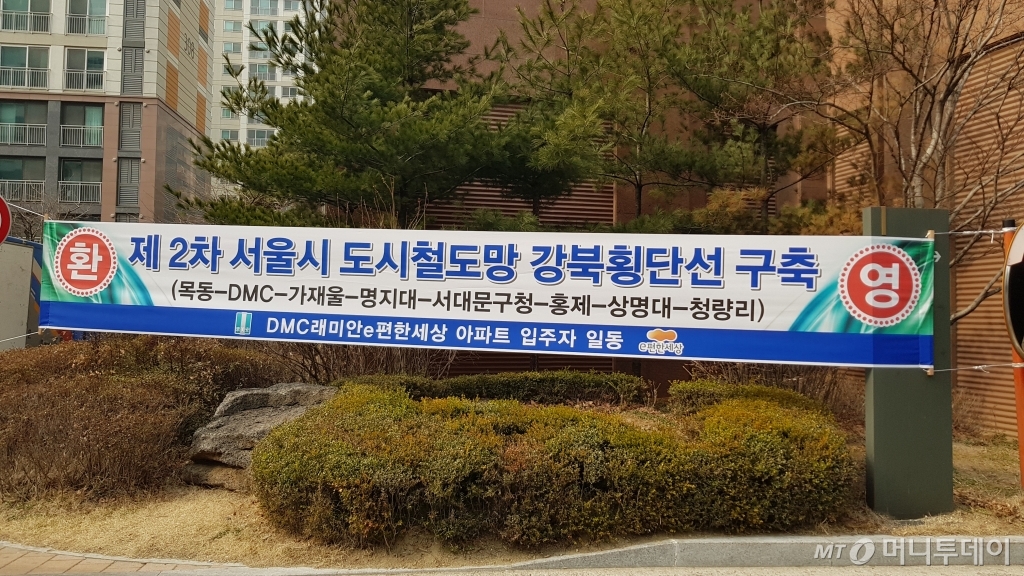 환 영
제 2차 서울시 도시철도망 강북횡단선 구축
(목동-DMC-가재울-명지대-서대문구청-홍제-상명대-청량리)
DMC래미안e편한세상 아파트 입주자 일동 e편한세상
MT 머니투데이